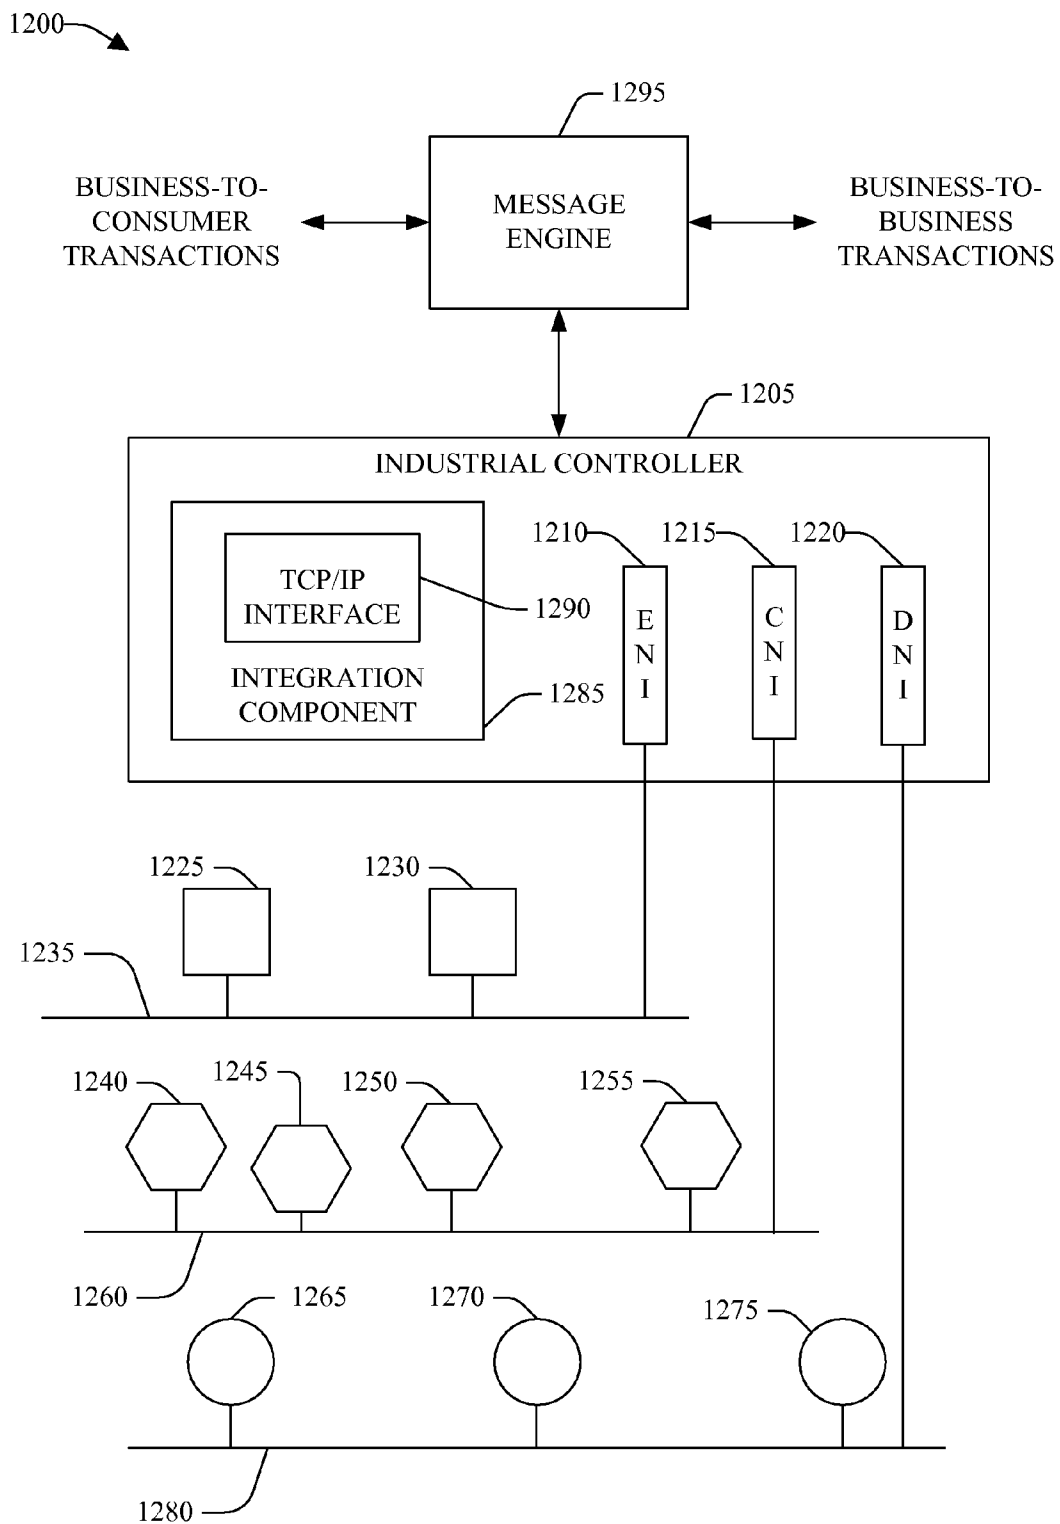 1200
1295
BUSINESS-TO-
CONSUMER
TRANSACTIONS
MESSAGE
ENGINE
BUSINESS-TO-
BUSINESS
TRANSACTIONS
1205
INDUSTRIAL CONTROLLER
TCP/IP
INTERFACE
1290
INTEGRATION
COMPONENT
1285
1210
1215
1220
E
N
I
C
N
I
D
N
I
1225
1230
1235
1240
1245
1250
1255
1260
1265
1270
1275
1280